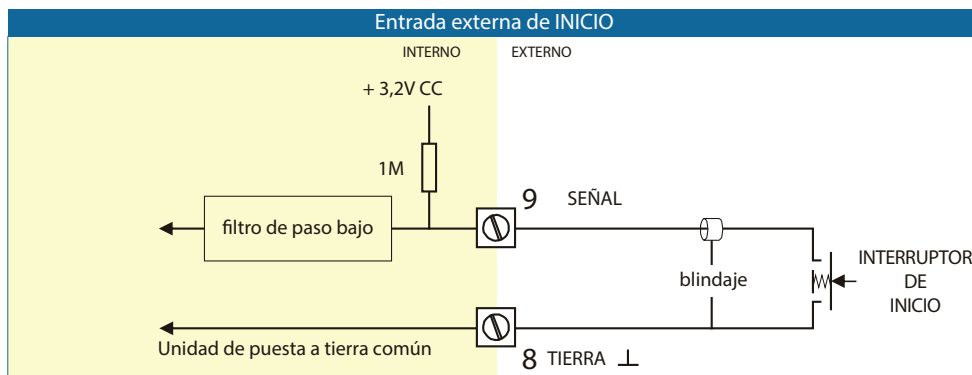 Entrada externa de INICIO
INTERNO
EXTERNO
+ 3,2V CC
1M
9 SEÑAL
filtro de paso bajo
blindaje
INTERRUPTOR
DE
INICIO
Unidad de puesta a tierra común
8 TIERRA